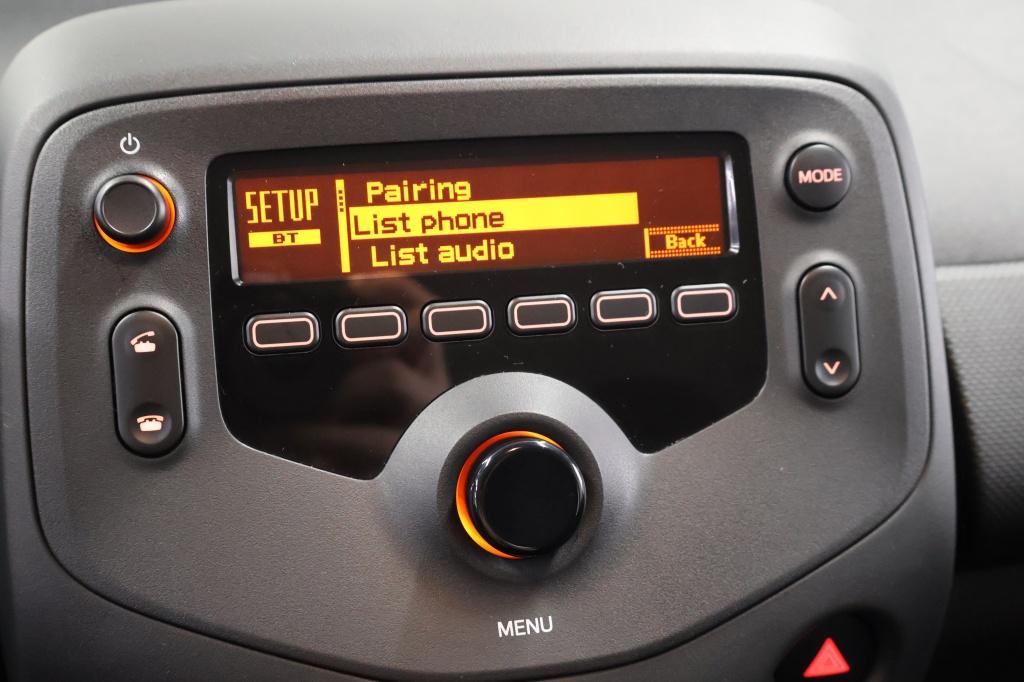 SETUP
BT
Pairing
List phone
List audio
Back
MODE
MENU